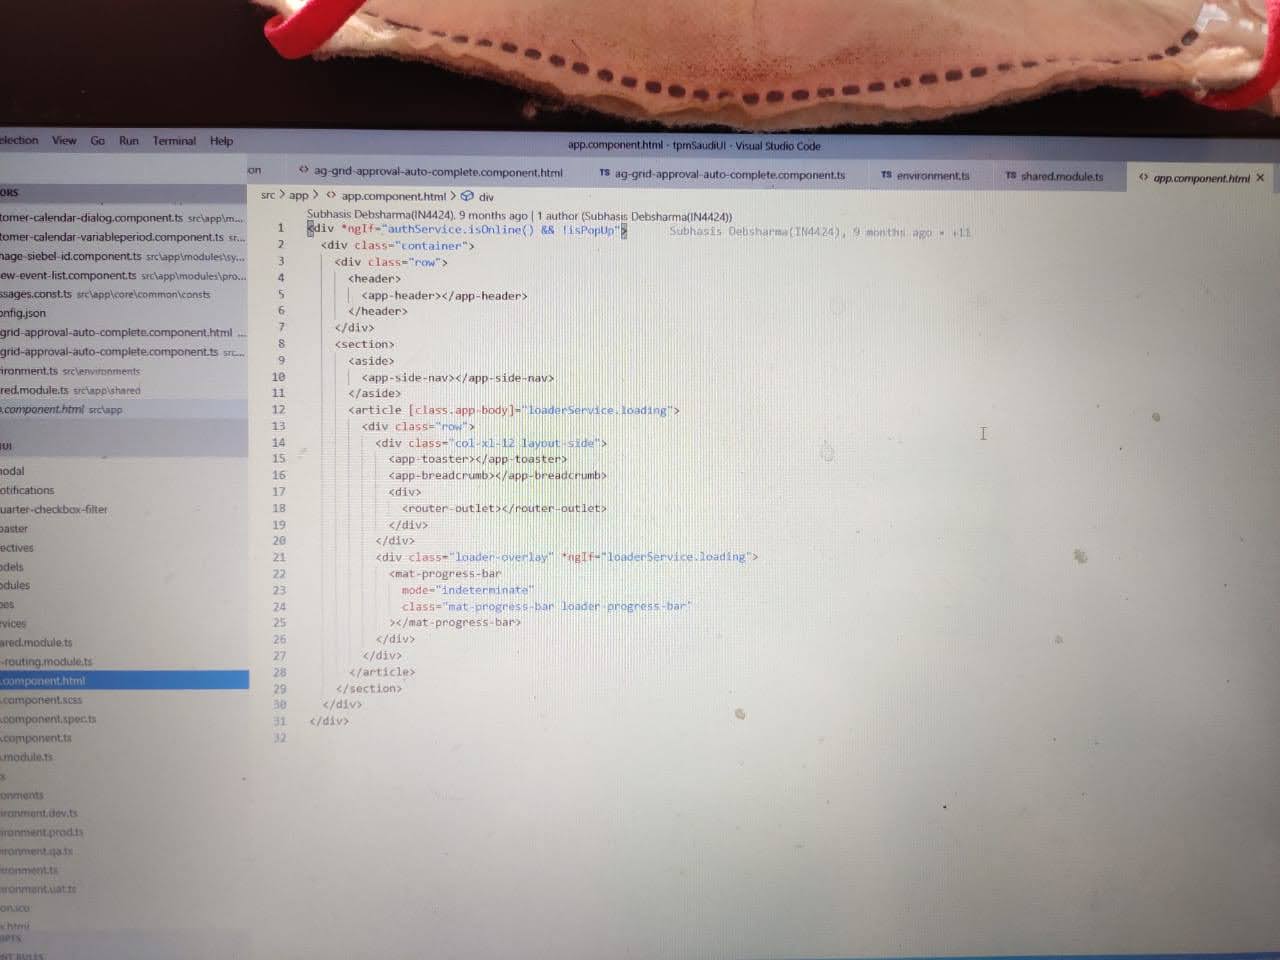 election View Go Run Terminal Help
app.component.html - tpmSaudiUI - Visual Studio Code
on
<> ag-grid-approval-auto-complete.component.html
TS ag-grid-approval-auto-complete.component.ts
TS environment.ts
TS shared.module.ts
<> app.component.html ×
ORS
tomer-calendar-dialog.component.ts src\app\m...
tomer-calendar-variableperiod.component.ts sr...
nage-siebel-id.component.ts src\app\modules\sy...
ew-event-list.component.ts src\app\modules\pro...
ssages.const.ts src\app\core\common\consts
onfig.json
grid-approval-auto-complete.component.html ...
grid-approval-auto-complete.component.ts src...
ironment.ts src\environments
red.module.ts src\app\shared
.component.html src\app
UI
nodal
otifications
uarter-checkbox-filter
oaster
ectives
odels
odules
pes
rvices
ared.module.ts
-routing.module.ts
.component.html
.component.scss
.component.spec.ts
.component.ts
.module.ts
s
onments
ironment.dev.ts
ironment.prod.ts
ironment.qa.ts
ironment.ts
ironment.uat.ts
on.ico
x.html
IPTS
NT RULES
src > app > <> app.component.html > div
Subhasis Debsharma(IN4424), 9 months ago | 1 author (Subhasis Debsharma(IN4424))
1 <div *ngIf="authService.isOnline() && !isPopUp"> Subhasis Debsharma(IN4424), 9 months ago • +11
2 <div class="container">
3 <div class="row">
4 <header>
5 <app-header></app-header>
6 </header>
7 </div>
8 <section>
9 <aside>
10 <app-side-nav></app-side-nav>
11 </aside>
12 <article [class.app-body]="loaderService.loading">
13 <div class="row">
14 <div class="col-xl-12 layout-side">
15 <app-toaster></app-toaster>
16 <app-breadcrumb></app-breadcrumb>
17 <div>
18 <router-outlet></router-outlet>
19 </div>
20 </div>
21 <div class="loader-overlay" *ngIf="loaderService.loading">
22 <mat-progress-bar
23 mode="indeterminate"
24 class="mat-progress-bar loader-progress-bar"
25 ></mat-progress-bar>
26 </div>
27 </div>
28 </article>
29 </section>
30 </div>
31 </div>
32